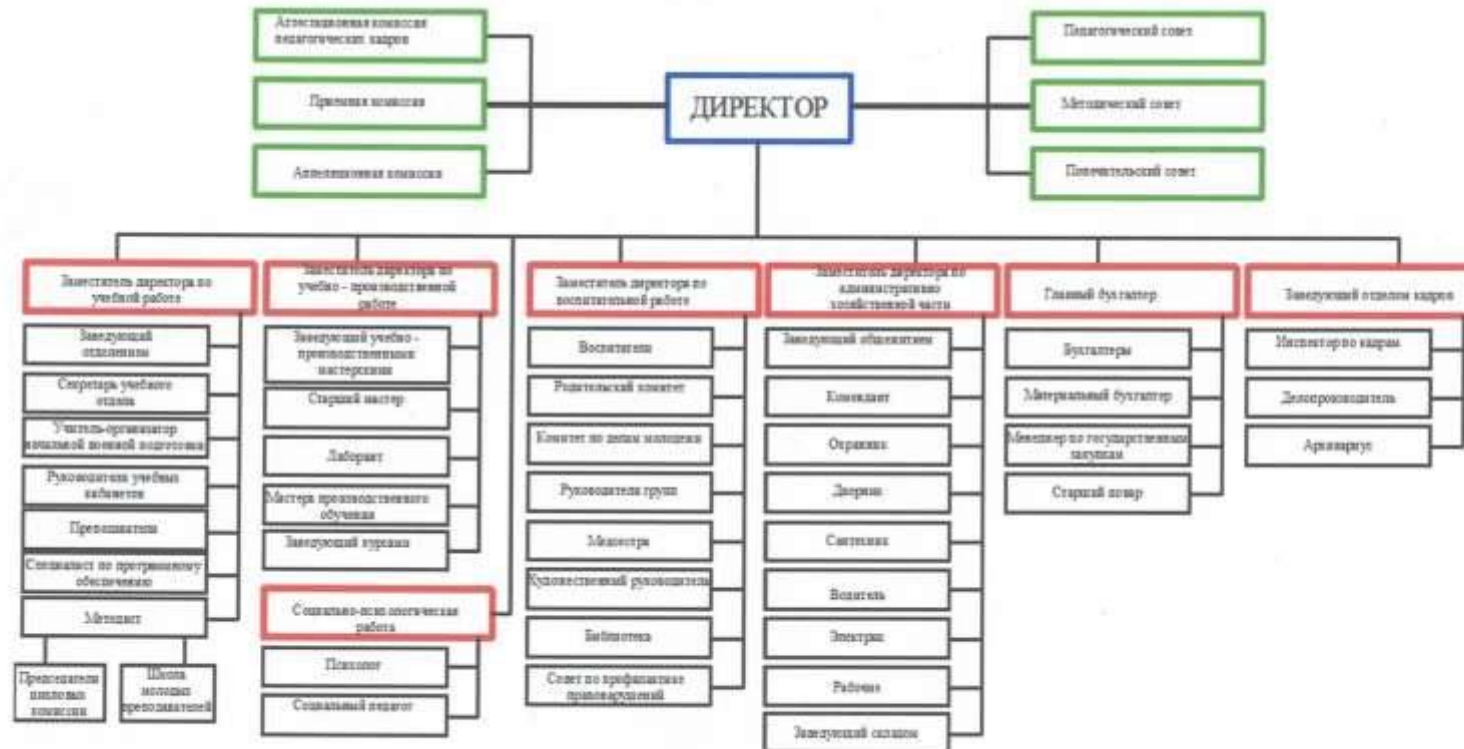 Аттестационная комиссия
педагогических кадров
Приемная комиссия
Аппеляционная комиссия
ДИРЕКТОР
Педагогический совет
Методический совет
Попечительский совет
Заместитель директора по
учебной работе
Заведующий
отделением
Секретарь учебного
отдела
Учитель-организатор
начальной военной подготовки
Руководители учебных
кабинетов
Преподаватели
Специалист по программному
обеспечению
Методист
Председатели
цикловых
комиссии
Школа
молодых
преподавателей
Заместитель директора по
учебно - производственной
работе
Заведующий учебно -
производственными
мастерскими
Старший мастер
Лаборант
Мастера производственного
обучения
Заведующий курсами
Социально-психологическая
работа
Психолог
Социальный педагог
Заместитель директора по
воспитательной работе
Воспитатели
Родительский комитет
Комитет по делам молодежи
Руководители групп
Медсестра
Художественный руководитель
Библиотека
Совет по профилактике
правонарушений
Заместитель директора по
административно
хозяйственной части
Заведующий общежитием
Комендант
Охранник
Дворник
Сантехник
Водитель
Электрик
Рабочие
Заведующий складом
Главный бухгалтер
Бухгалтеры
Материальный бухгалтер
Менеджер по государственным
закупкам
Старший повар
Заведующий отделом кадров
Инспектор по кадрам
Делопроизводитель
Архивариус